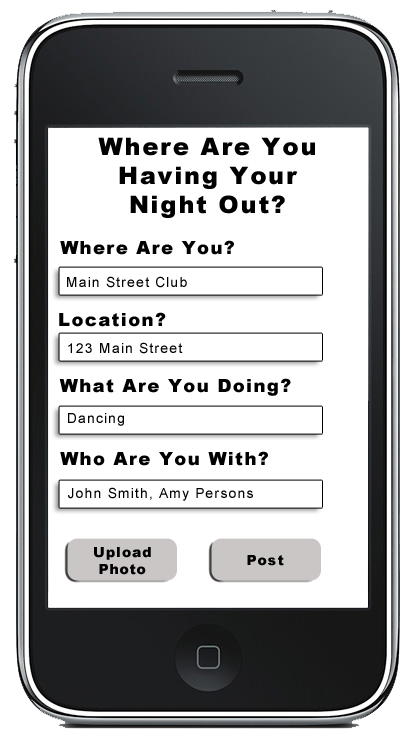 Where Are You
Having Your
Night Out?
Where Are You?
Main Street Club
Location?
123 Main Street
What Are You Doing?
Dancing
Who Are You With?
John Smith, Amy Persons
Upload
Photo
Post